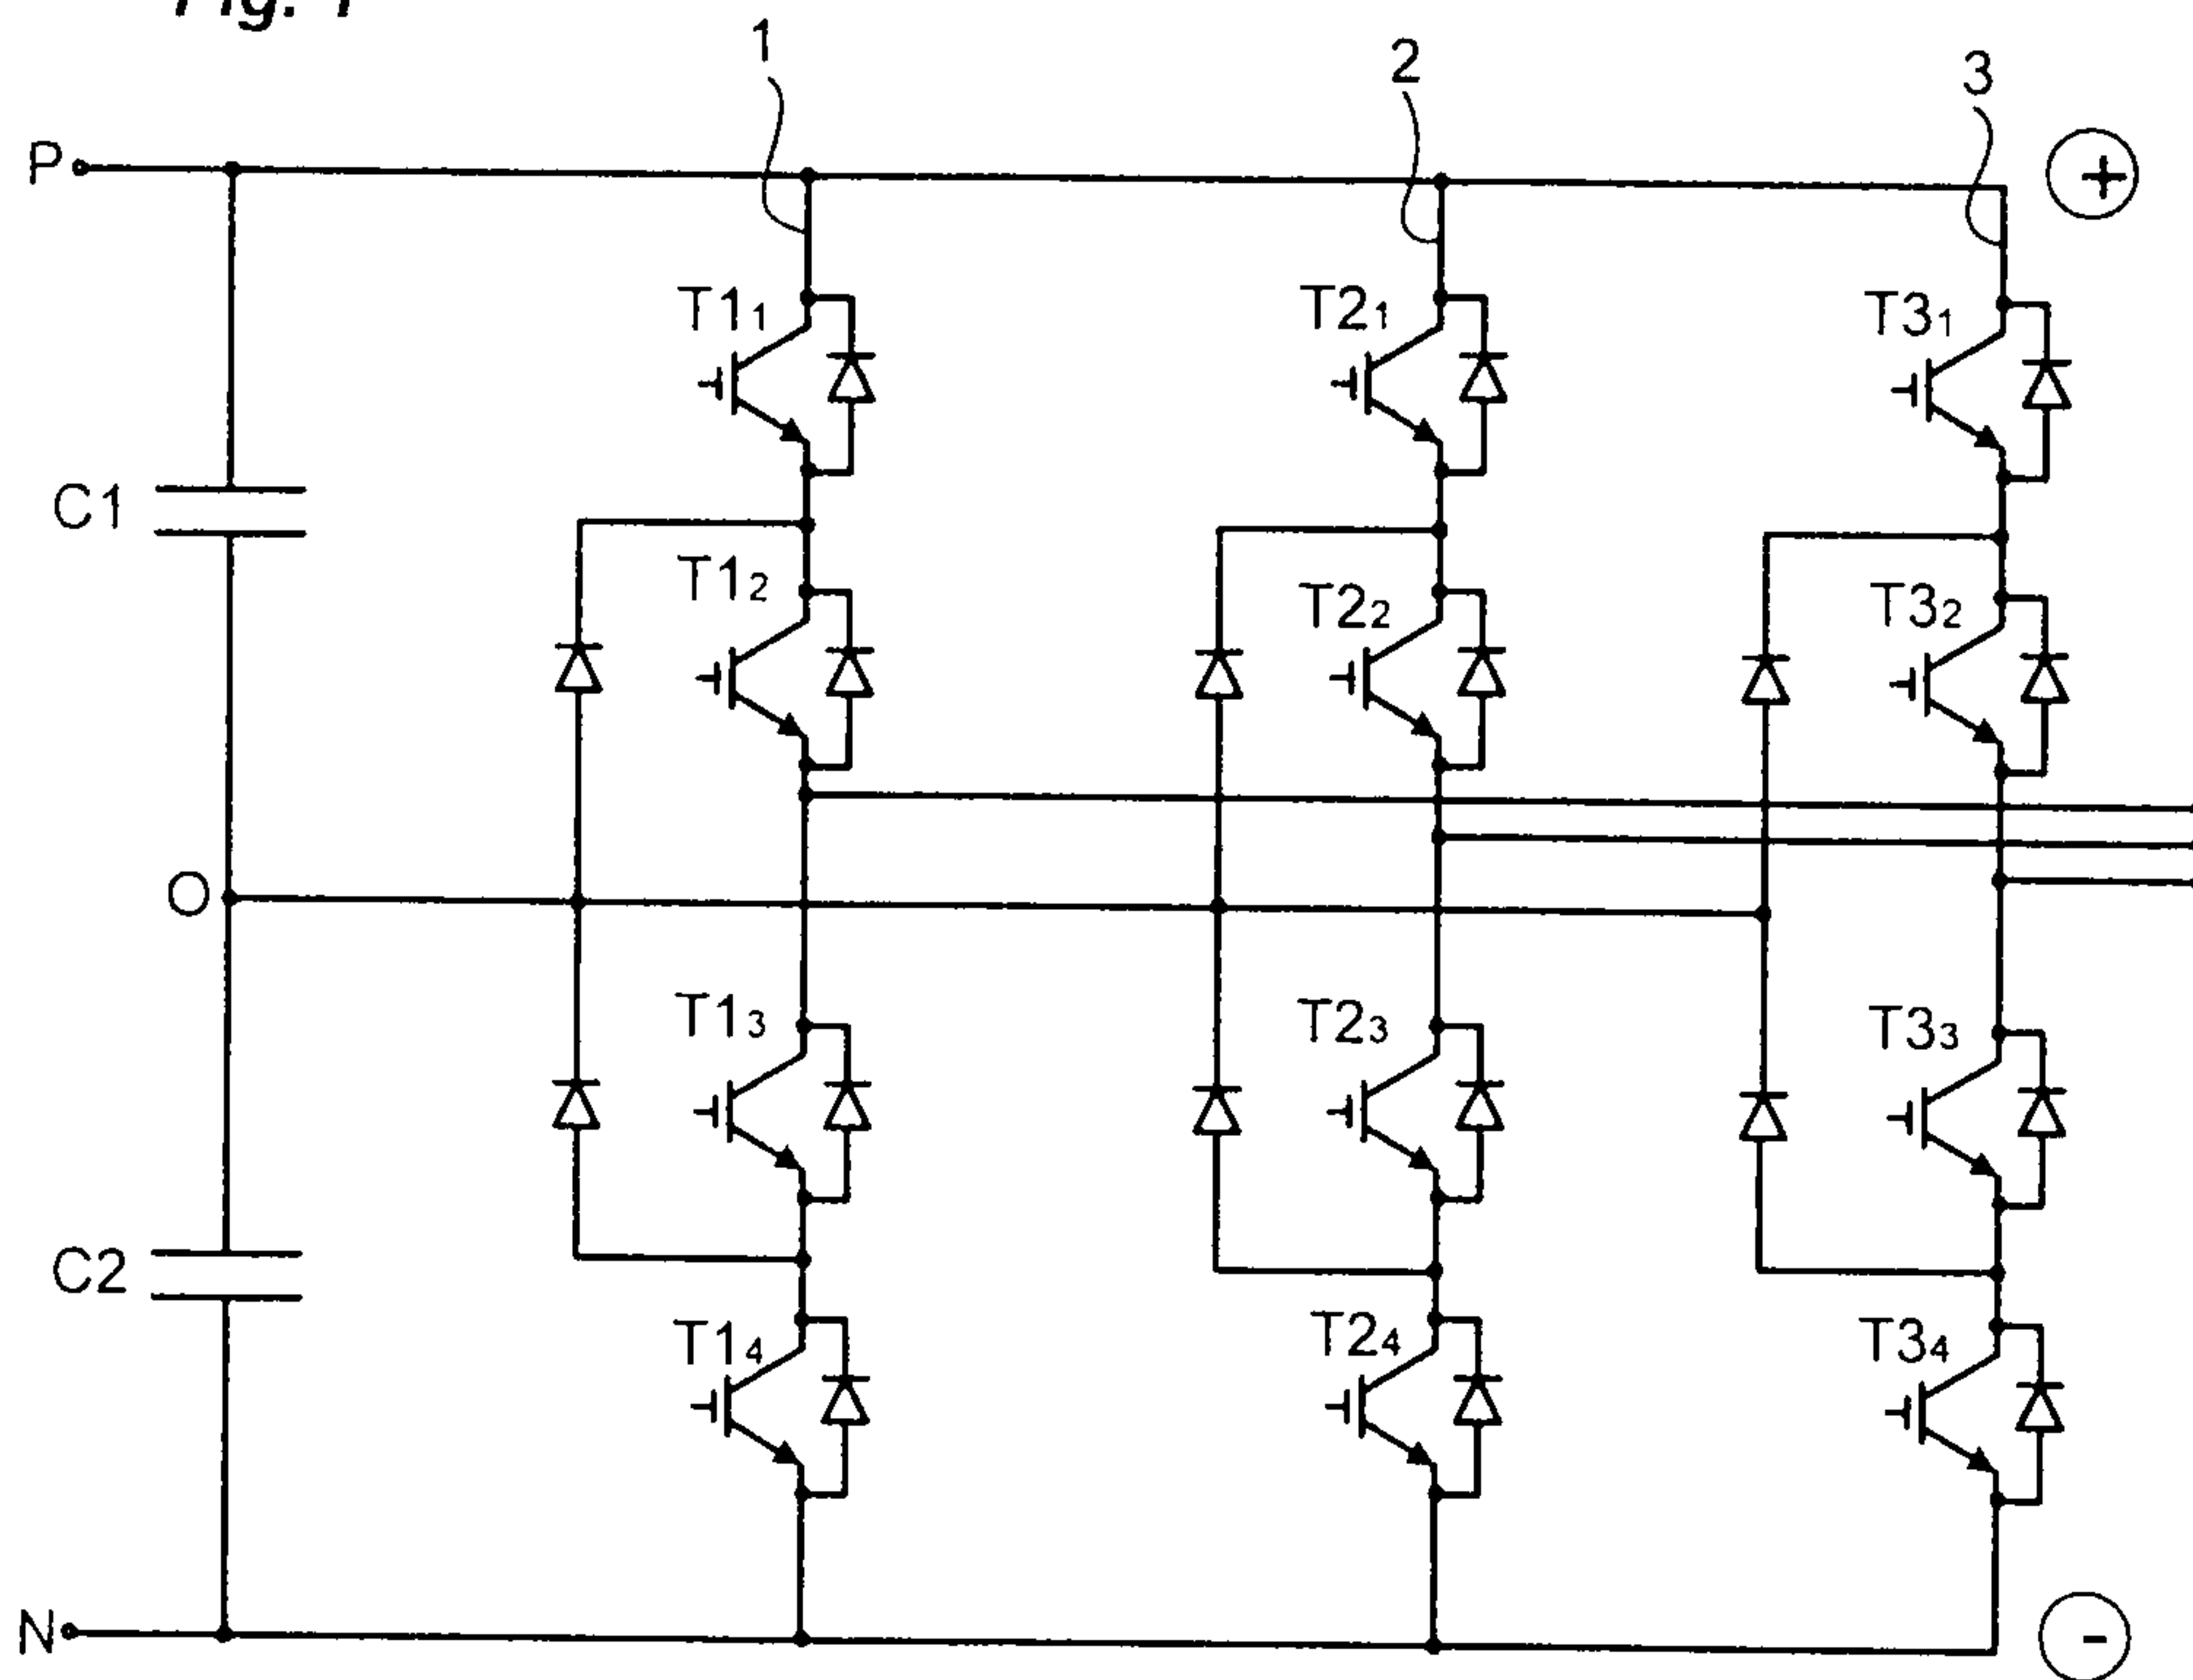 Fig. 1
1
2
3
P
+
T1₁
T2₁
T3₁
C1
T1₂
T2₂
T3₂
O
T1₃
T2₃
T3₃
C2
T1₄
T2₄
T3₄
N
-